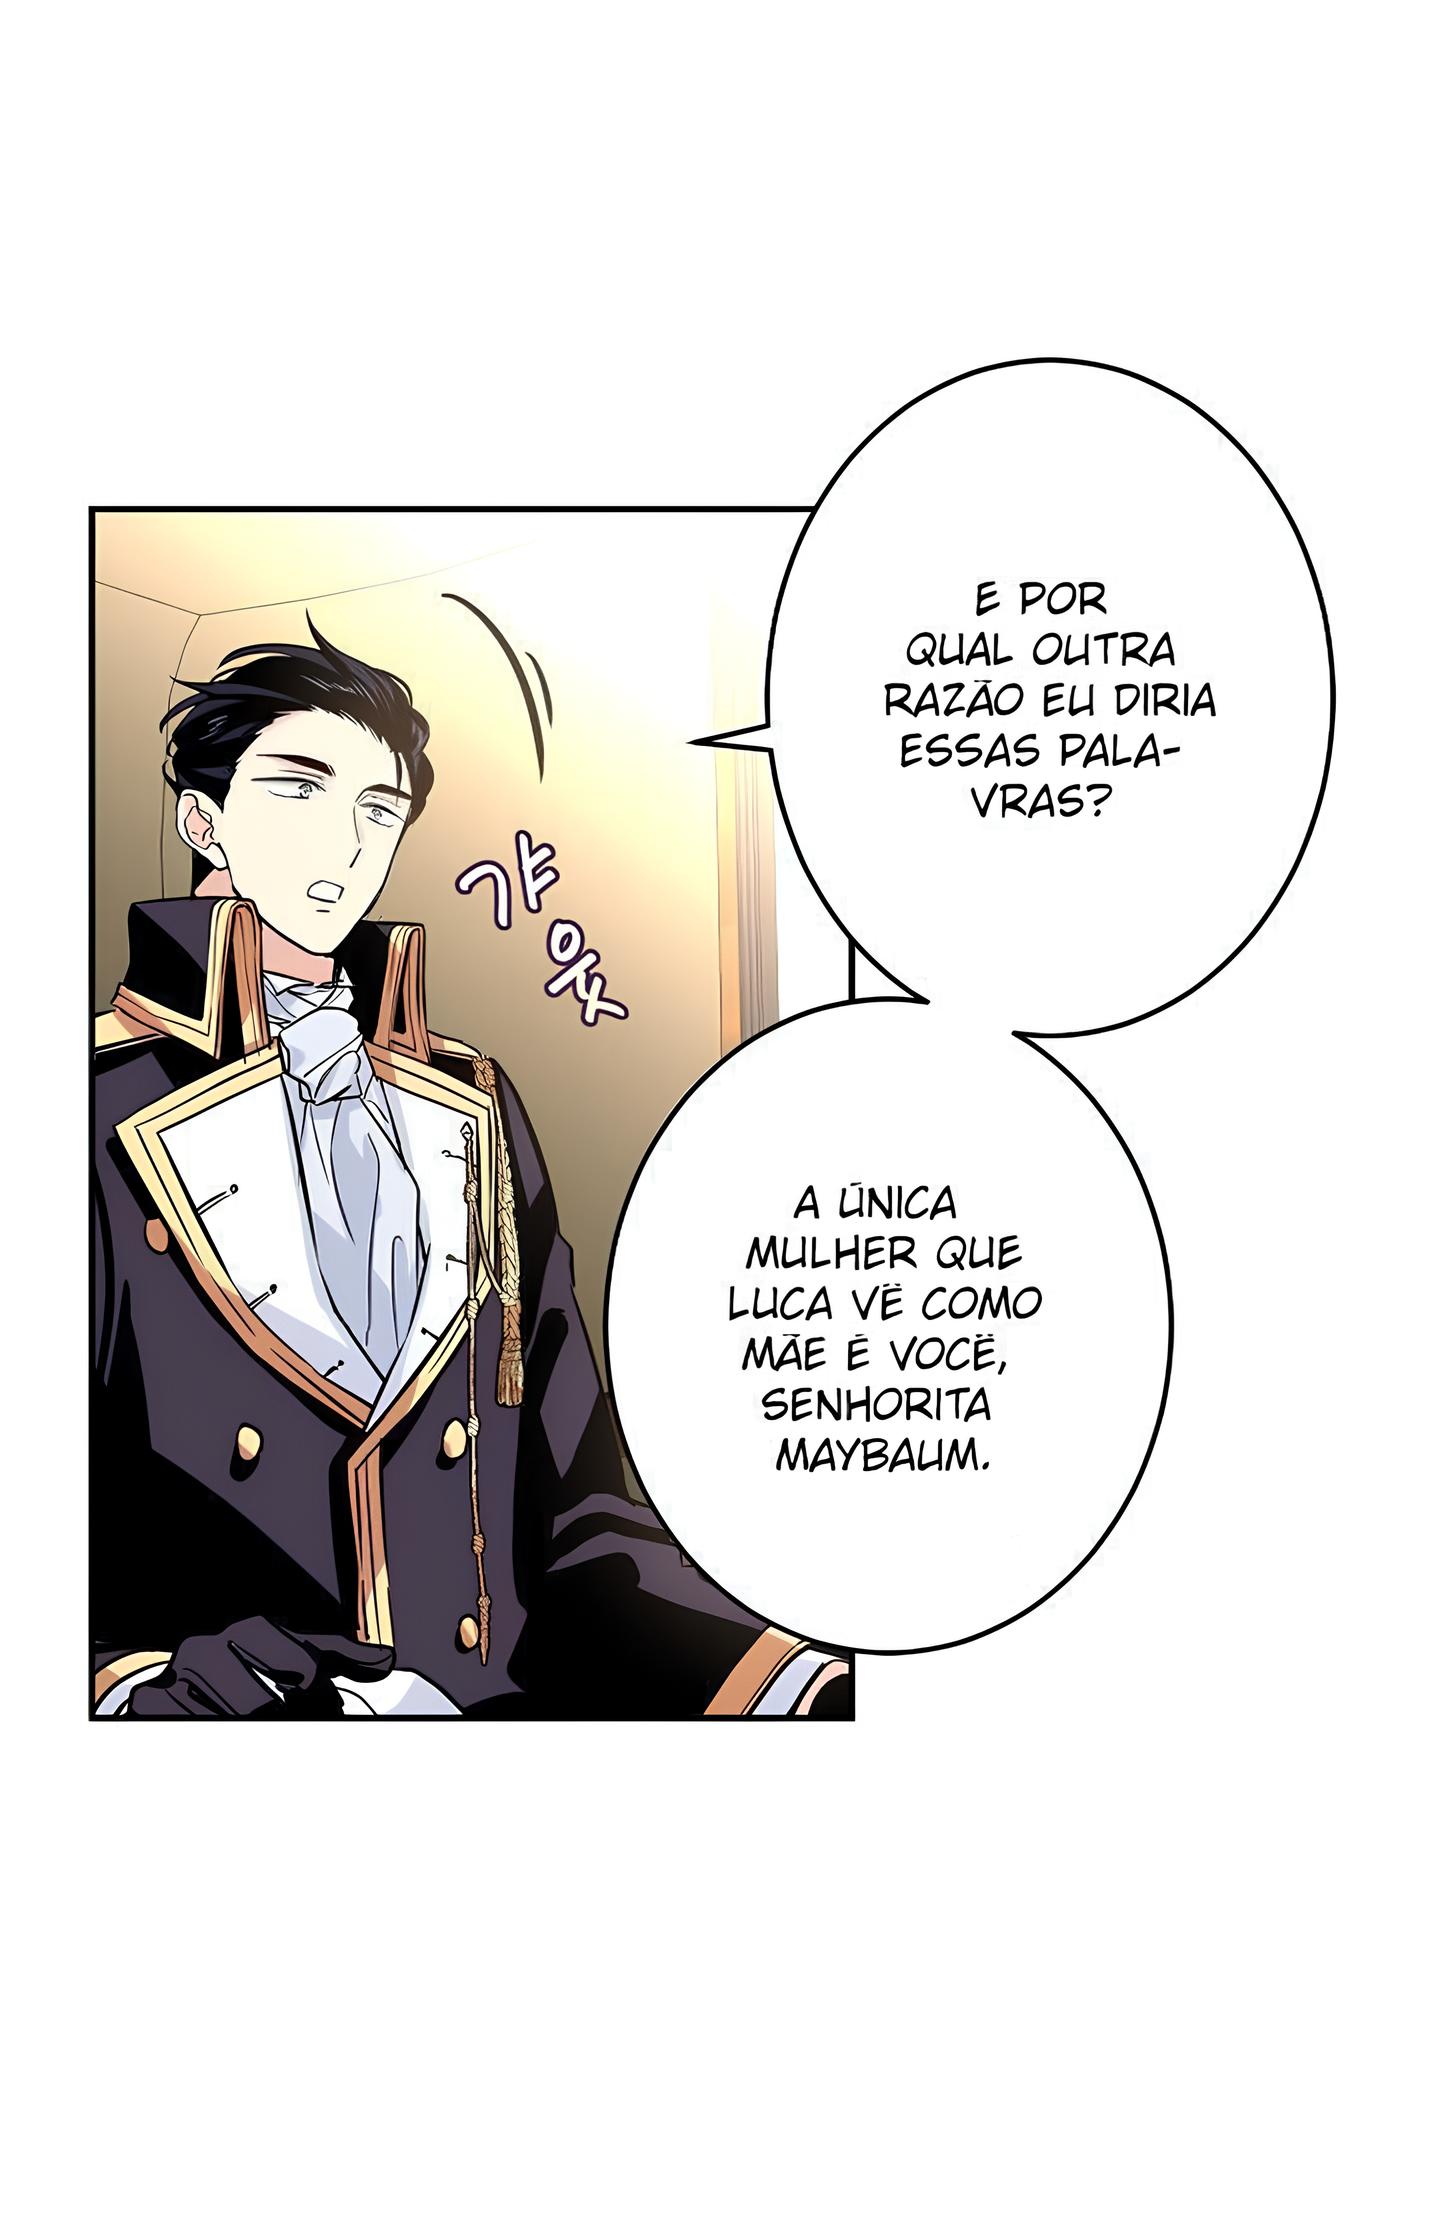 E POR
QUAL OUTRA
RAZÃO EU DIRIA
ESSAS PALA-
VRAS?
갸
웃
A ÚNICA
MULHER QUE
LUCA VÊ COMO
MÃE É VOCÊ,
SENHORITA
MAYBAUM.